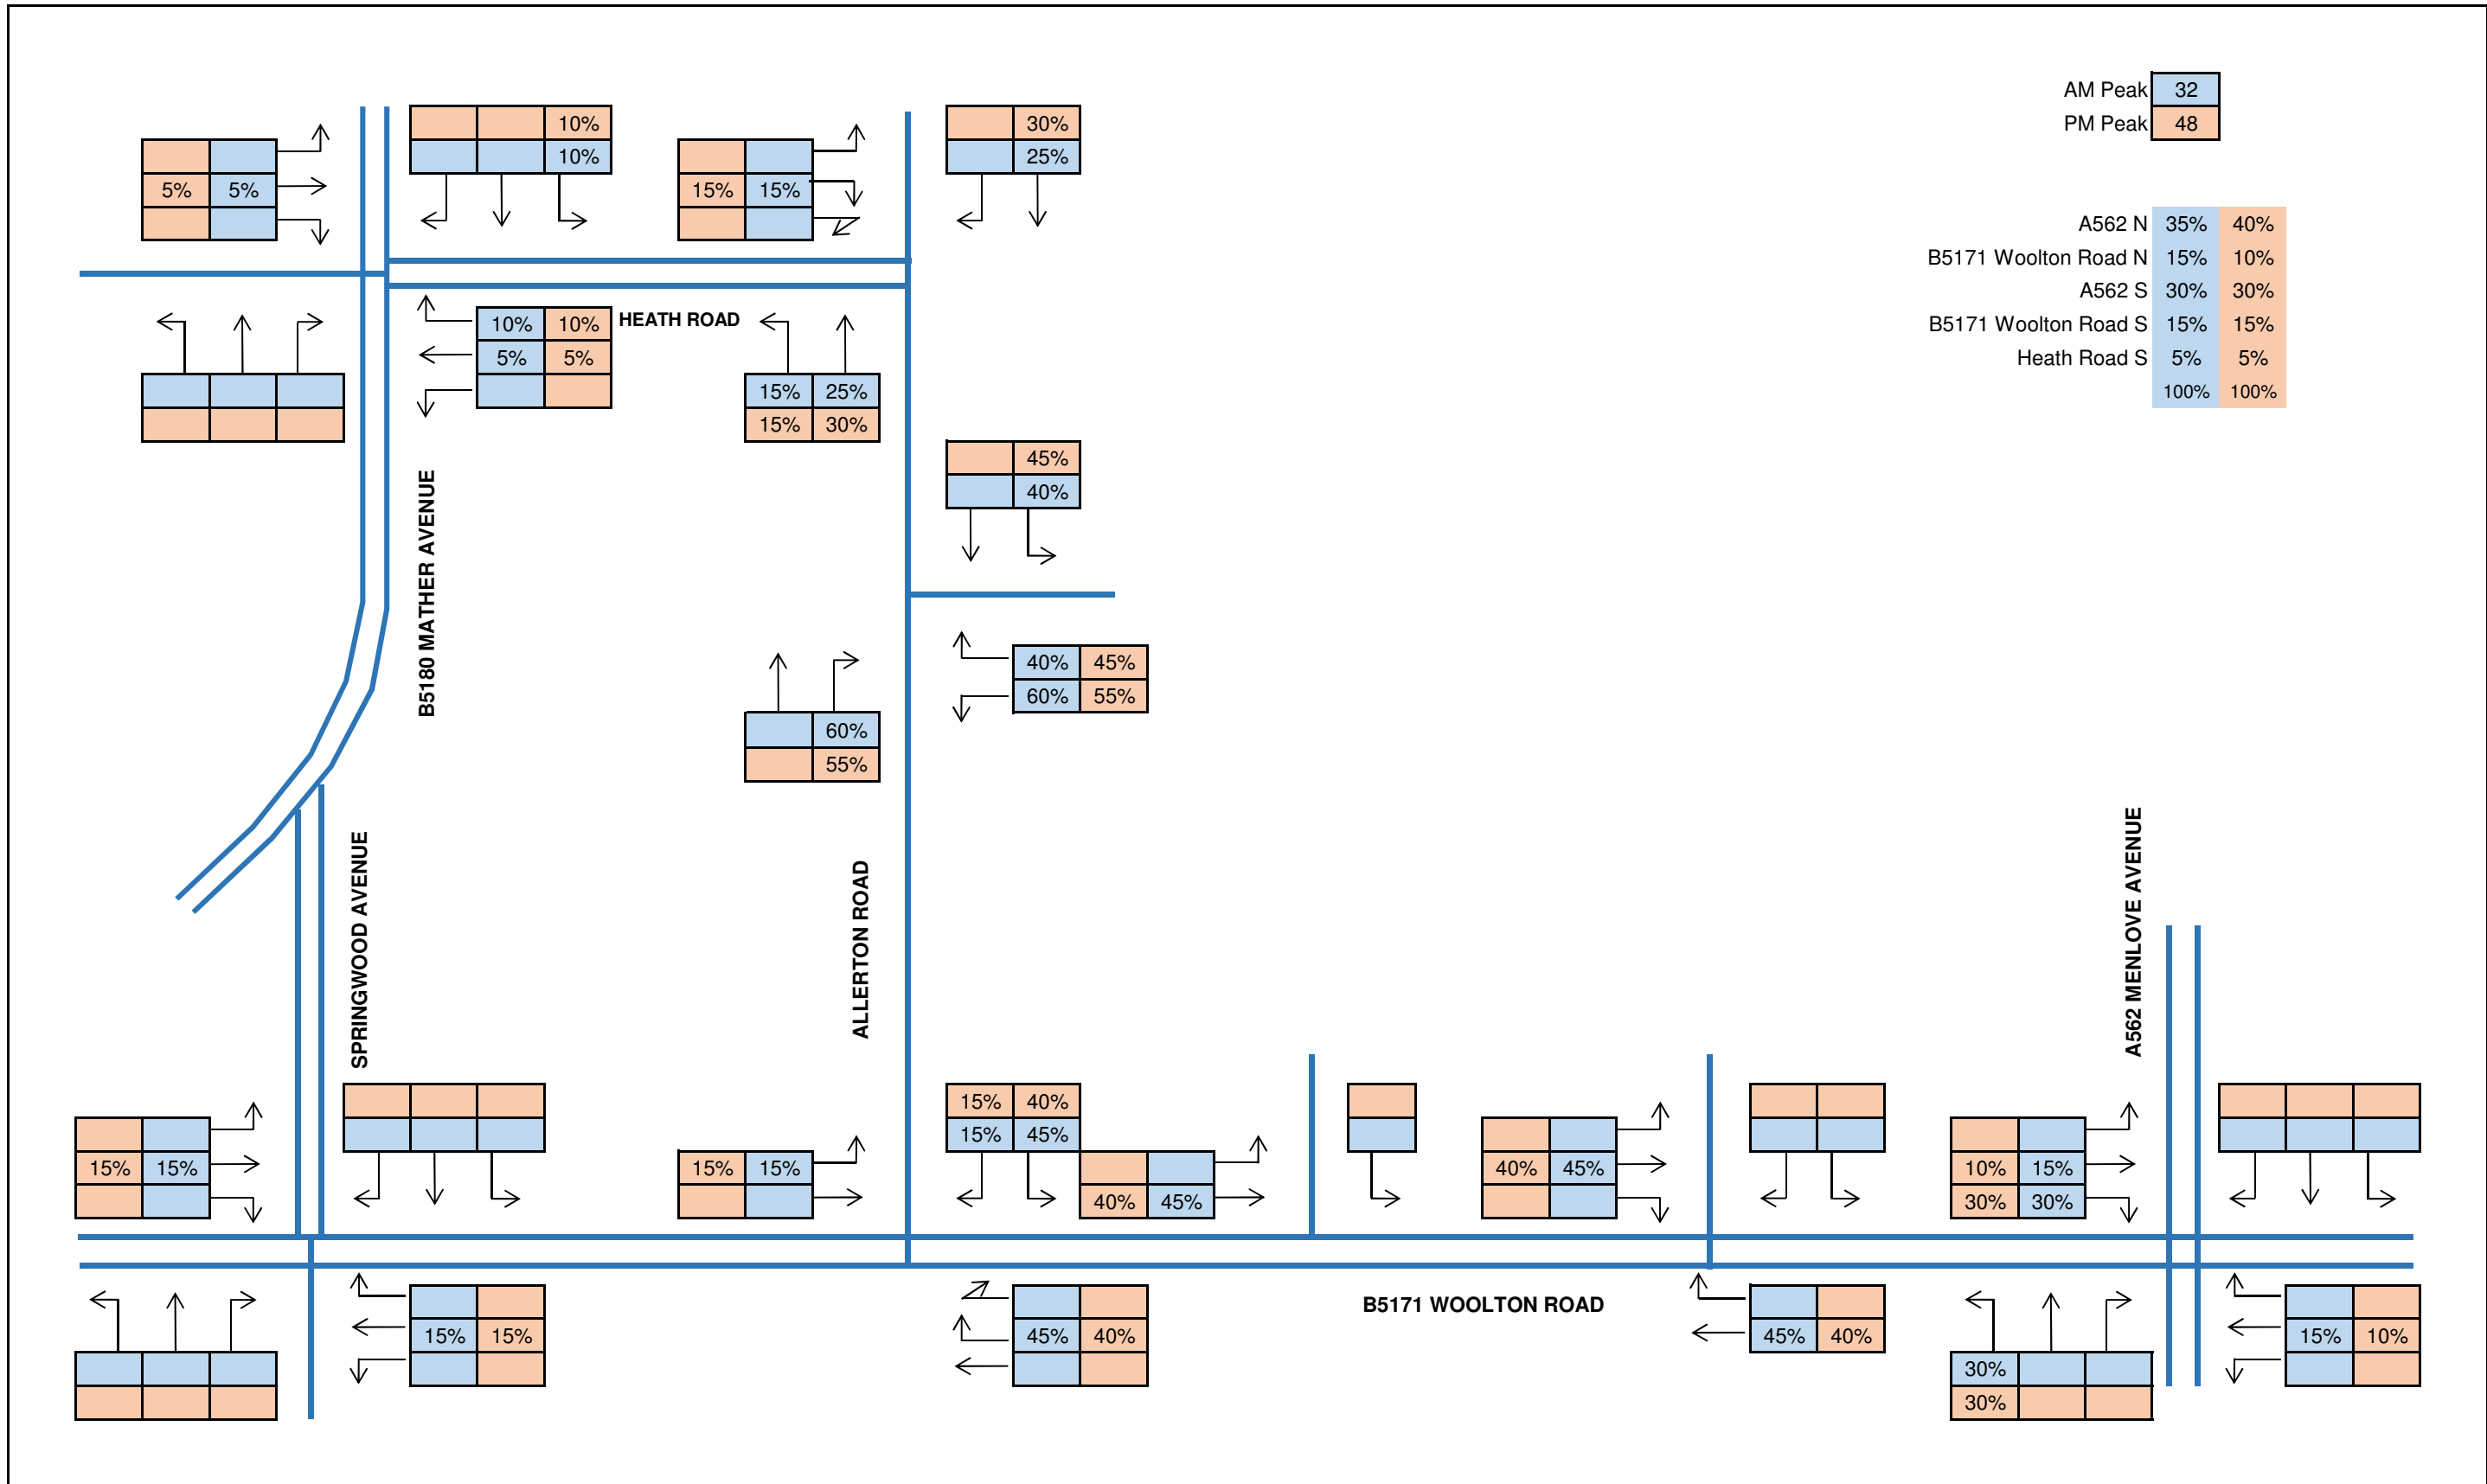 AM Peak 32
PM Peak 48
10%
10%
5% 5%
15% 15%
30%
25%
A562 N 35% 40%
B5171 Woolton Road N 15% 10%
A562 S 30% 30%
B5171 Woolton Road S 15% 15%
Heath Road S 5% 5%
100% 100%
10% 10%
5% 5%
HEATH ROAD
15% 25%
15% 30%
45%
40%
B5180 MATHER AVENUE
40% 45%
60% 55%
60%
55%
SPRINGWOOD AVENUE
ALLERTON ROAD
A562 MENLOVE AVENUE
15% 15%
15% 15%
15% 40%
15% 45%
40% 45%
40% 45%
10% 15%
30% 30%
15% 15%
45% 40%
B5171 WOOLTON ROAD
45% 40%
30%
30%
15% 10%